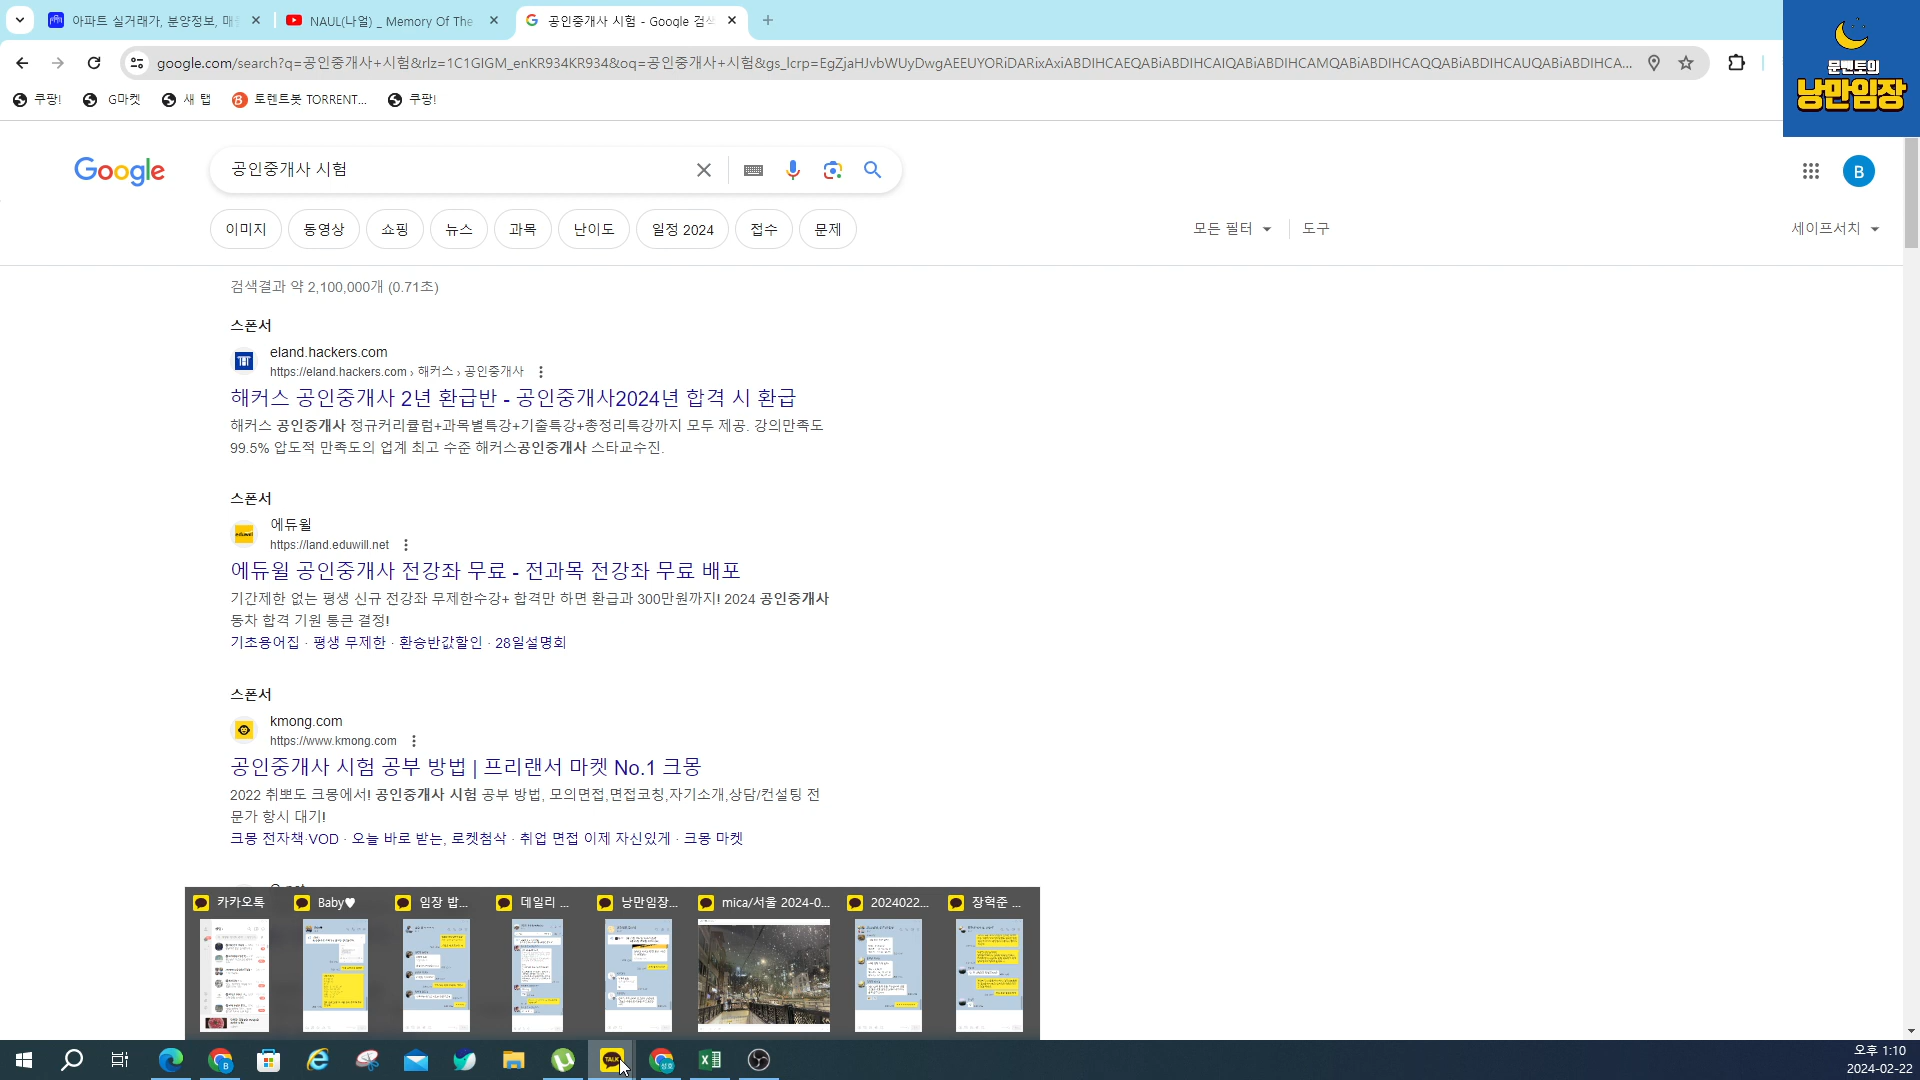 아파트 실거래가, 분양정보, 매
NAUL(나얼) _ Memory Of The
공인중개사 시험 - Google 검색
google.com/search?q=공인중개사+시험&rlz=1C1GIGM_enKR934KR934&oq=공인중개사+시험&gs_lcrp=EgZjaHJvbWUyDwgAEEUYORiDARixAxiABDIHCAEQABiABDIHCAIQABiABDIHCAMQABiABDIHCAQQABiABDIHCAUQABiABDIHCA...
쿠팡!
G마켓
새 탭
토렌트봇 TORRENT...
쿠팡!
문멘토의
낭만임장
Google
공인중개사 시험
B
이미지
동영상
쇼핑
뉴스
과목
난이도
일정 2024
접수
문제
모든 필터
도구
세이프서치
검색결과 약 2,100,000개 (0.71초)
스폰서
eland.hackers.com
https://eland.hackers.com › 해커스 › 공인중개사
해커스 공인중개사 2년 환급반 - 공인중개사2024년 합격 시 환급
해커스 공인중개사 정규커리큘럼+과목별특강+기출특강+총정리특강까지 모두 제공. 강의만족도
99.5% 압도적 만족도의 업계 최고 수준 해커스공인중개사 스타교수진.
스폰서
에듀윌
https://land.eduwill.net
에듀윌 공인중개사 전강좌 무료 - 전과목 전강좌 무료 배포
기간제한 없는 평생 신규 전강좌 무제한수강+ 합격만 하면 환급과 300만원까지! 2024 공인중개사
동차 합격 기원 통큰 결정!
기초용어집 · 평생 무제한 · 환승반값할인 · 28일설명회
스폰서
kmong.com
https://www.kmong.com
공인중개사 시험 공부 방법 | 프리랜서 마켓 No.1 크몽
2022 취뽀도 크몽에서! 공인중개사 시험 공부 방법, 모의면접,면접코칭,자기소개,상담/컨설팅 전
문가 항시 대기!
크몽 전자책·VOD · 오늘 바로 받는, 로켓첨삭 · 취업 면접 이제 자신있게 · 크몽 마켓
카카오톡
Baby♥
임장 밥...
데일리 ...
낭만임장...
mica/서울 2024-0...
2024022...
장혁준 ...
TALK
오후 1:10
2024-02-22